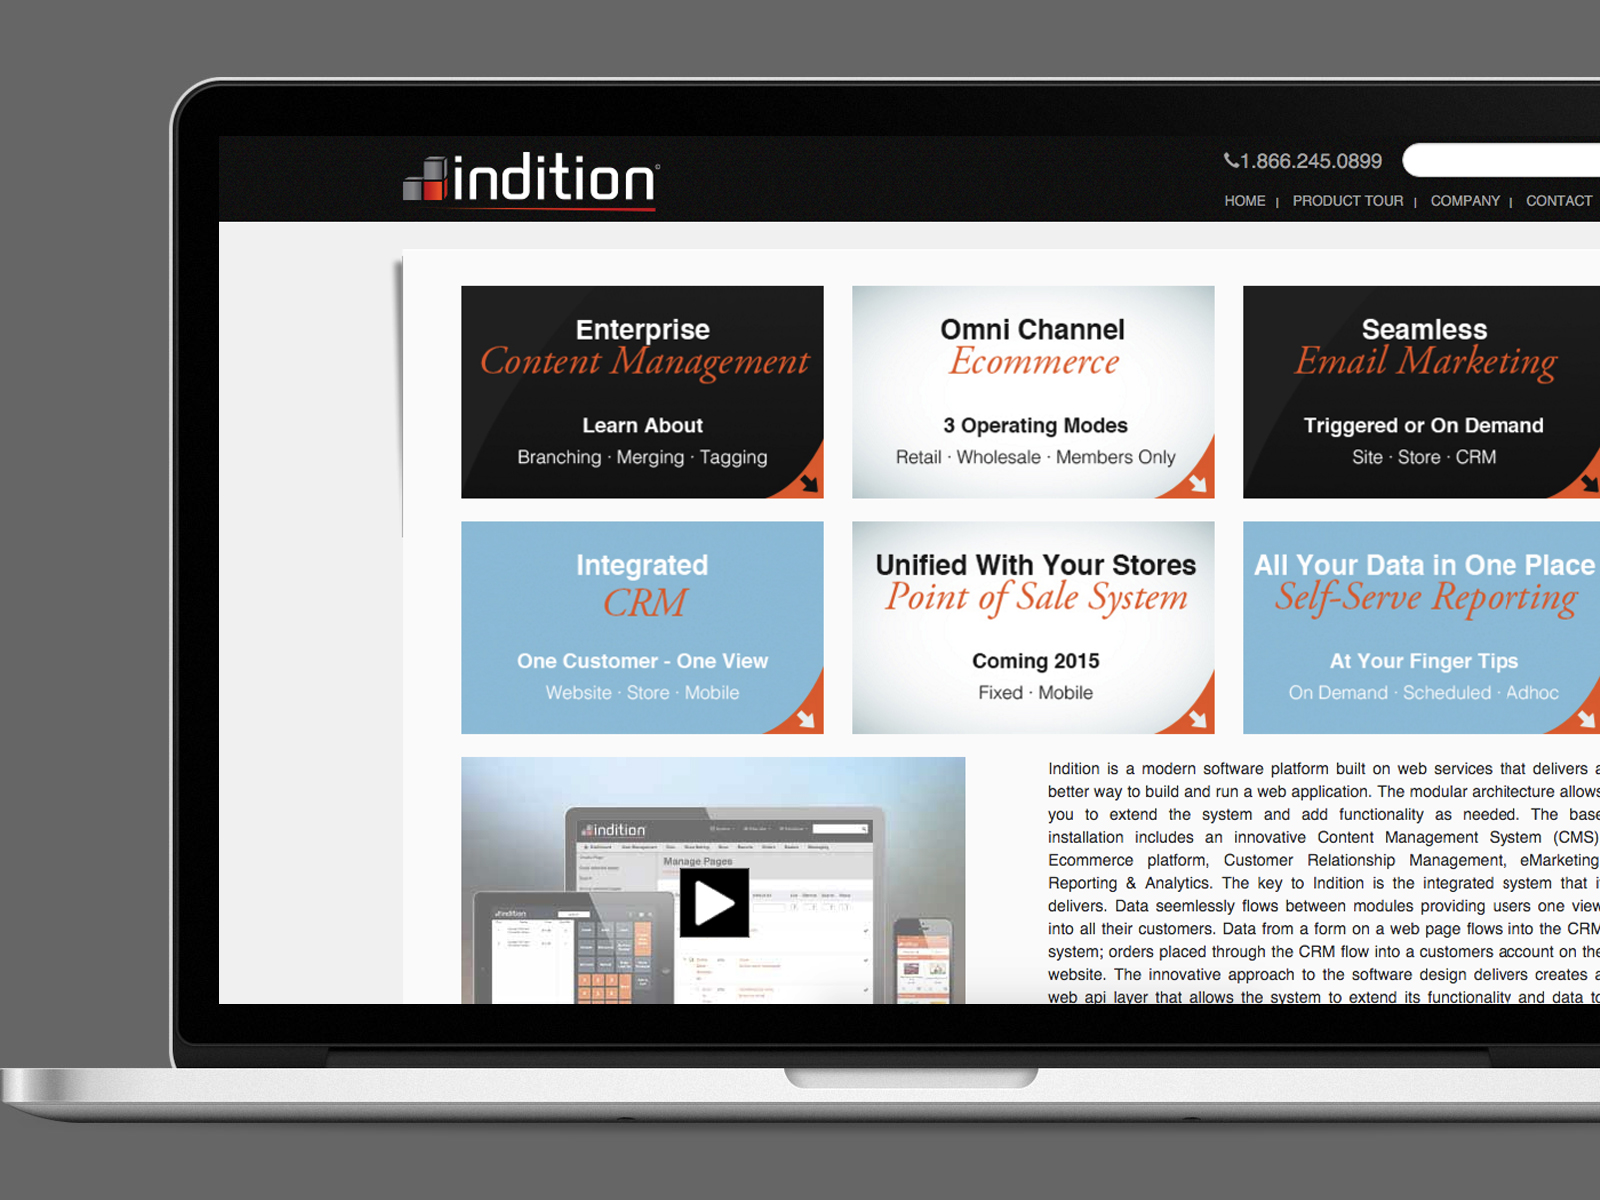 indition
1.866.245.0899
HOME | PRODUCT TOUR | COMPANY | CONTACT
Enterprise
Content Management
Learn About
Branching · Merging · Tagging
Omni Channel
Ecommerce
3 Operating Modes
Retail · Wholesale · Members Only
Seamless
Email Marketing
Triggered or On Demand
Site · Store · CRM
Integrated
CRM
One Customer - One View
Website · Store · Mobile
Unified With Your Stores
Point of Sale System
Coming 2015
Fixed · Mobile
All Your Data in One Place
Self-Serve Reporting
At Your Finger Tips
On Demand · Scheduled · Adhoc
indition
Manage Pages
indition
Indition is a modern software platform built on web services that delivers a
better way to build and run a web application. The modular architecture allows
you to extend the system and add functionality as needed. The base
installation includes an innovative Content Management System (CMS)
Ecommerce platform, Customer Relationship Management, eMarketing
Reporting & Analytics. The key to Indition is the integrated system that it
delivers. Data seemlessly flows between modules providing users one view
into all their customers. Data from a form on a web page flows into the CRM
system; orders placed through the CRM flow into a customers account on the
website. The innovative approach to the software design delivers creates a
web api layer that allows the system to extend its functionality and data to